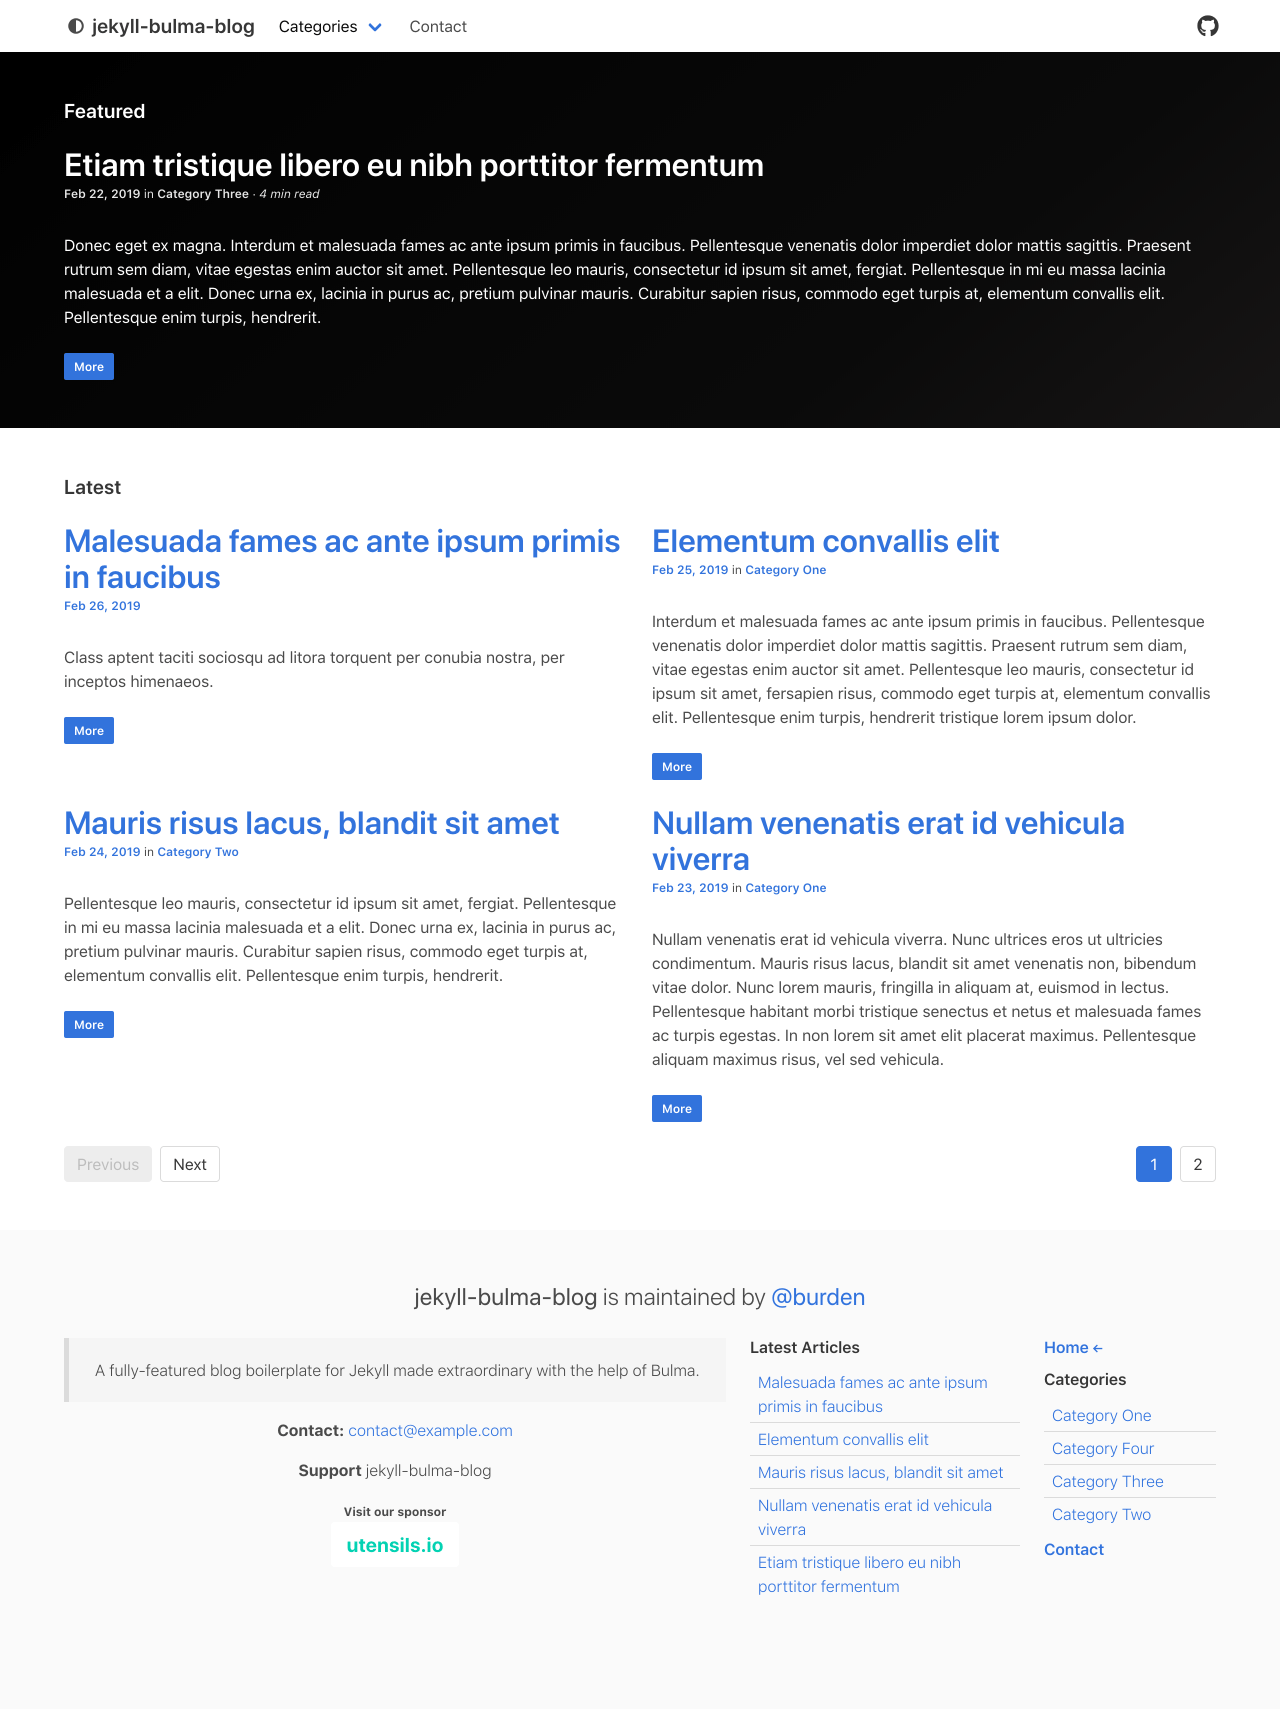 jekyll-bulma-blog
Categories
Contact
Featured
Etiam tristique libero eu nibh porttitor fermentum
Feb 22, 2019 in Category Three · 4 min read
Donec eget ex magna. Interdum et malesuada fames ac ante ipsum primis in faucibus. Pellentesque venenatis dolor imperdiet dolor mattis sagittis. Praesent
rutrum sem diam, vitae egestas enim auctor sit amet. Pellentesque leo mauris, consectetur id ipsum sit amet, fergiat. Pellentesque in mi eu massa lacinia
malesuada et a elit. Donec urna ex, lacinia in purus ac, pretium pulvinar mauris. Curabitur sapien risus, commodo eget turpis at, elementum convallis elit.
Pellentesque enim turpis, hendrerit.
More
Latest
Malesuada fames ac ante ipsum primis
in faucibus
Feb 26, 2019
Class aptent taciti sociosqu ad litora torquent per conubia nostra, per
inceptos himenaeos.
More
Elementum convallis elit
Feb 25, 2019 in Category One
Interdum et malesuada fames ac ante ipsum primis in faucibus. Pellentesque
venenatis dolor imperdiet dolor mattis sagittis. Praesent rutrum sem diam,
vitae egestas enim auctor sit amet. Pellentesque leo mauris, consectetur id
ipsum sit amet, fersapien risus, commodo eget turpis at, elementum convallis
elit. Pellentesque enim turpis, hendrerit tristique lorem ipsum dolor.
More
Mauris risus lacus, blandit sit amet
Feb 24, 2019 in Category Two
Pellentesque leo mauris, consectetur id ipsum sit amet, fergiat. Pellentesque
in mi eu massa lacinia malesuada et a elit. Donec urna ex, lacinia in purus ac,
pretium pulvinar mauris. Curabitur sapien risus, commodo eget turpis at,
elementum convallis elit. Pellentesque enim turpis, hendrerit.
More
Nullam venenatis erat id vehicula
viverra
Feb 23, 2019 in Category One
Nullam venenatis erat id vehicula viverra. Nunc ultrices eros ut ultricies
condimentum. Mauris risus lacus, blandit sit amet venenatis non, bibendum
vitae dolor. Nunc lorem mauris, fringilla in aliquam at, euismod in lectus.
Pellentesque habitant morbi tristique senectus et netus et malesuada fames
ac turpis egestas. In non lorem sit amet elit placerat maximus. Pellentesque
aliquam maximus risus, vel sed vehicula.
More
Previous
Next
1
2
jekyll-bulma-blog is maintained by @burden
A fully-featured blog boilerplate for Jekyll made extraordinary with the help of Bulma.
Contact: contact@example.com
Support jekyll-bulma-blog
Visit our sponsor
utensils.io
Latest Articles
Malesuada fames ac ante ipsum
primis in faucibus
Elementum convallis elit
Mauris risus lacus, blandit sit amet
Nullam venenatis erat id vehicula
viverra
Etiam tristique libero eu nibh
porttitor fermentum
Home ←
Categories
Category One
Category Four
Category Three
Category Two
Contact